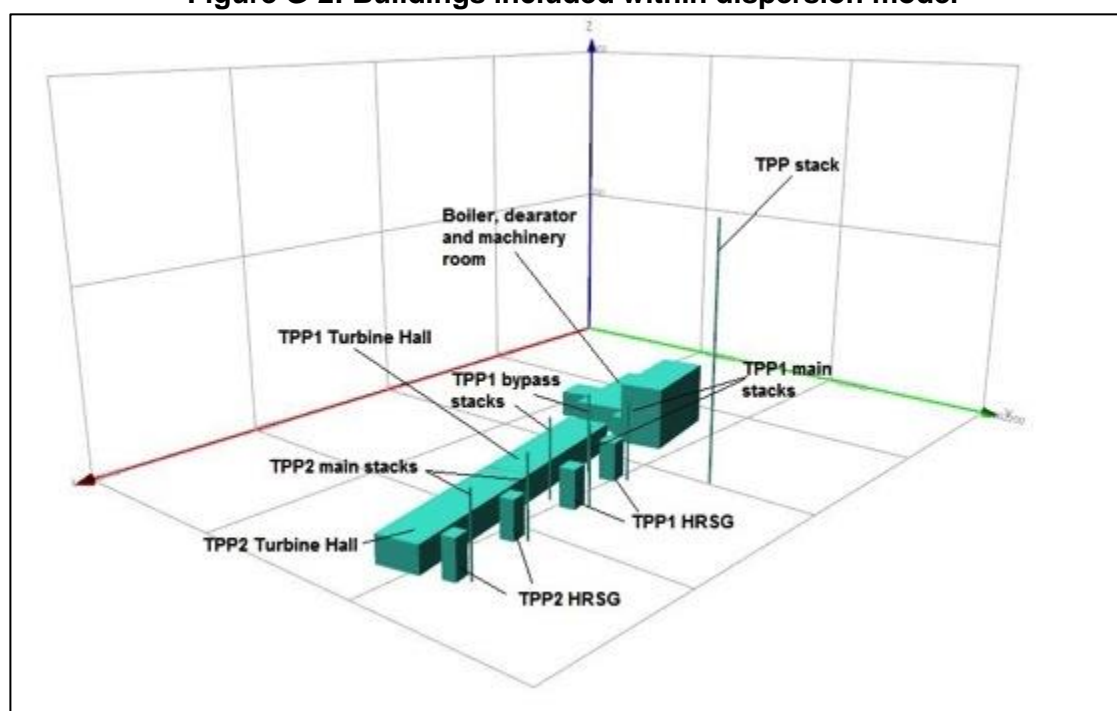 Figure G-2: Buildings included within dispersion model
Z
TPP stack
Boiler, dearator
and machinery
room
TPP1 Turbine Hall
TPP1 bypass
stacks
TPP1 main
stacks
TPP2 main stacks
TPP1 HRSG
TPP2 Turbine Hall
TPP2 HRSG